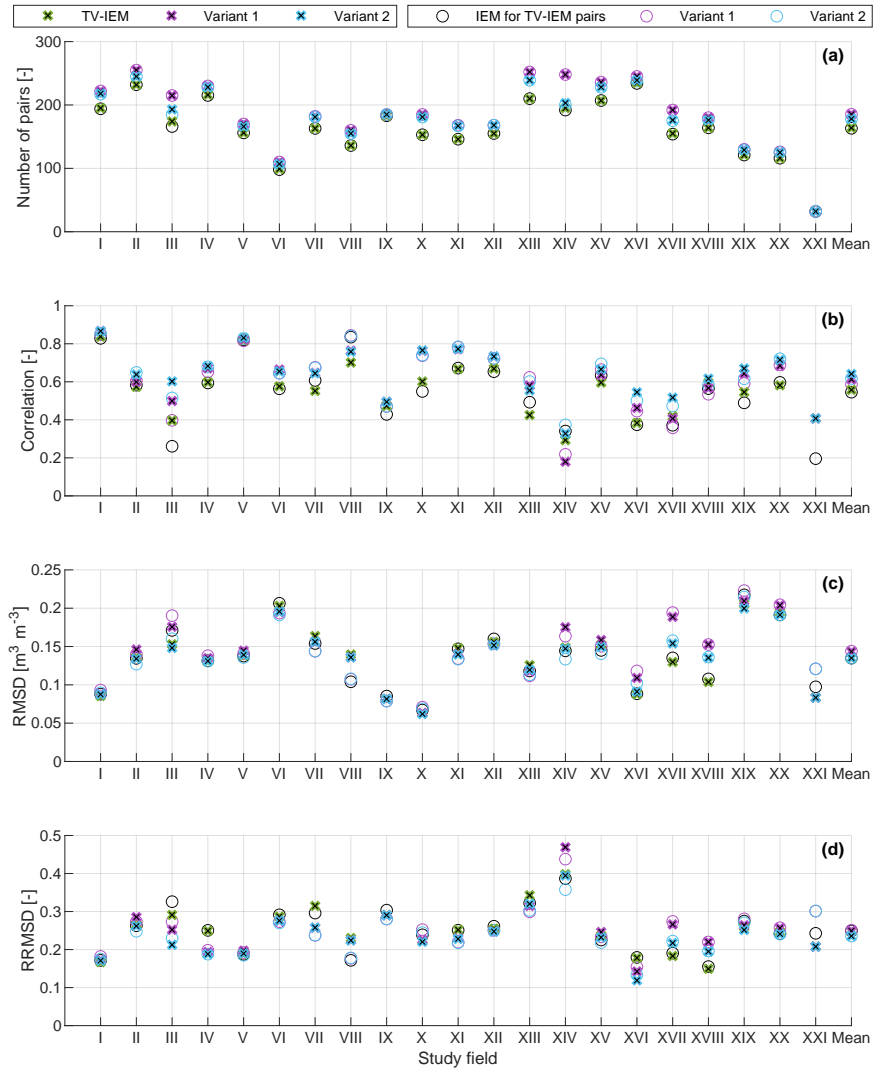 TV-IEM Variant 1 Variant 2 IEM for TV-IEM pairs Variant 1 Variant 2
300
200
100
0
Number of pairs [-]
(a)
I II III IV V VI VII VIII IX X XI XII XIII XIV XV XVI XVII XVIII XIX XX XXI Mean
1
0.8
0.6
0.4
0.2
0
Correlation [-]
(b)
I II III IV V VI VII VIII IX X XI XII XIII XIV XV XVI XVII XVIII XIX XX XXI Mean
0.25
0.2
0.15
0.1
0.05
0
RMSD [m³ m⁻³]
(c)
I II III IV V VI VII VIII IX X XI XII XIII XIV XV XVI XVII XVIII XIX XX XXI Mean
0.5
0.4
0.3
0.2
0.1
0
RRMSD [-]
(d)
I II III IV V VI VII VIII IX X XI XII XIII XIV XV XVI XVII XVIII XIX XX XXI Mean
Study field